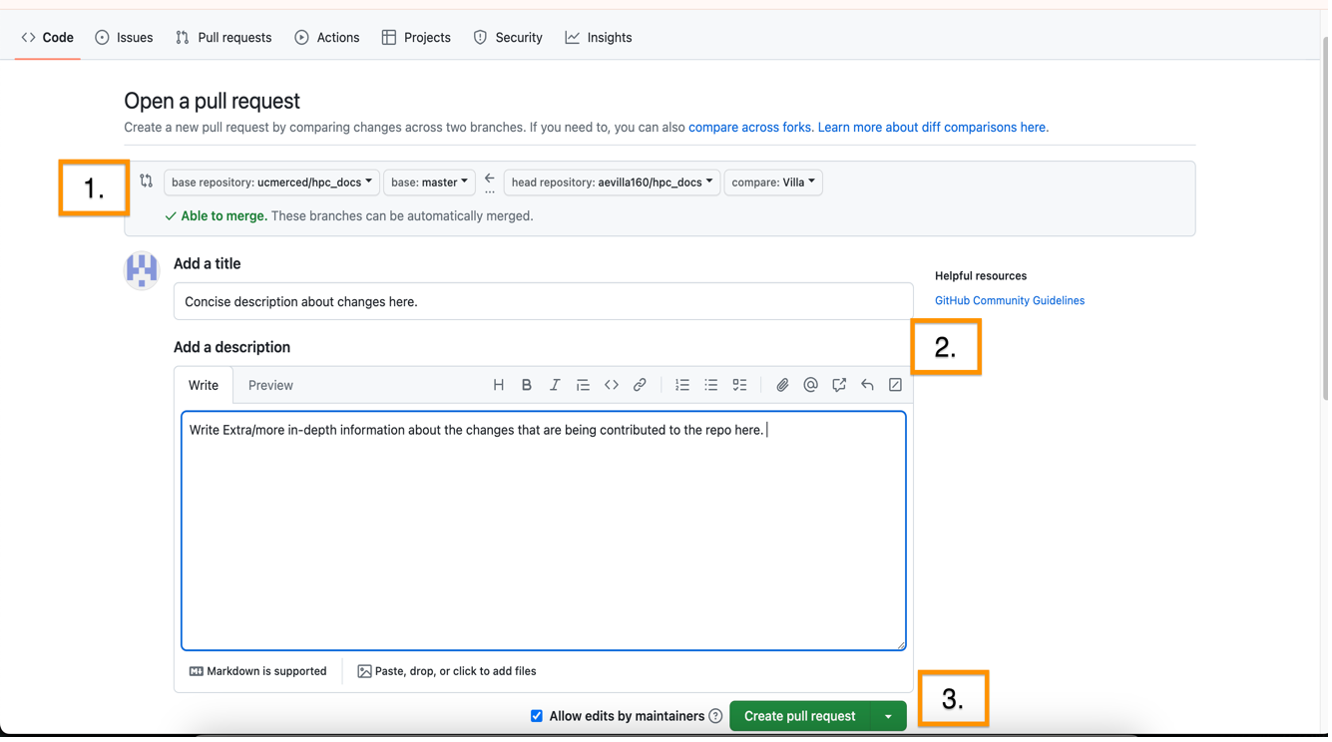 Code Issues Pull requests Actions Projects Security Insights
Open a pull request
Create a new pull request by comparing changes across two branches. If you need to, you can also compare across forks. Learn more about diff comparisons here.
1.
base repository: ucmerced/hpc_docs base: master ... head repository: aevilla160/hpc_docs compare: Villa
Able to merge. These branches can be automatically merged.
Add a title
Concise description about changes here.
Helpful resources
GitHub Community Guidelines
2.
Add a description
Write Preview
Write Extra/more in-depth information about the changes that are being contributed to the repo here.
Markdown is supported Paste, drop, or click to add files
3.
Allow edits by maintainers Create pull request